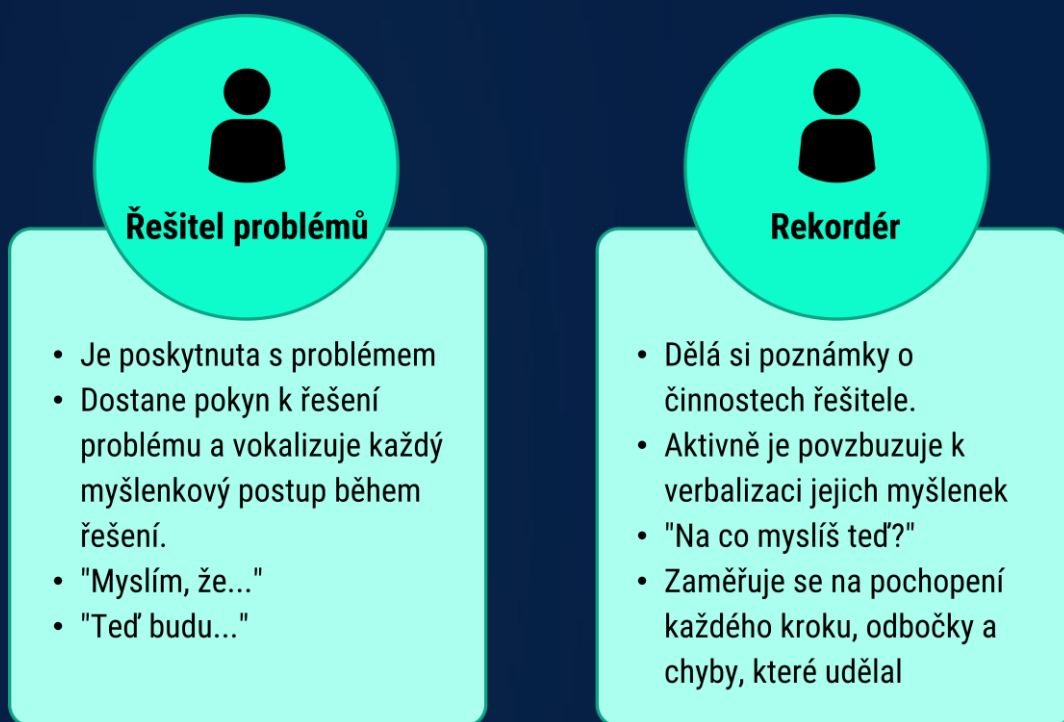 Řešitel problémů
• Je poskytnuta s problémem
• Dostane pokyn k řešení
problému a vokalizuje každý
myšlenkový postup během
řešení.
• "Myslím, že..."
• "Teď budu..."
Rekordér
• Dělá si poznámky o
činnostech řešitele.
• Aktivně je povzbuzuje k
verbalizaci jejich myšlenek
• "Na co myslíš teď?"
• Zaměřuje se na pochopení
každého kroku, odbočky a
chyby, které udělal